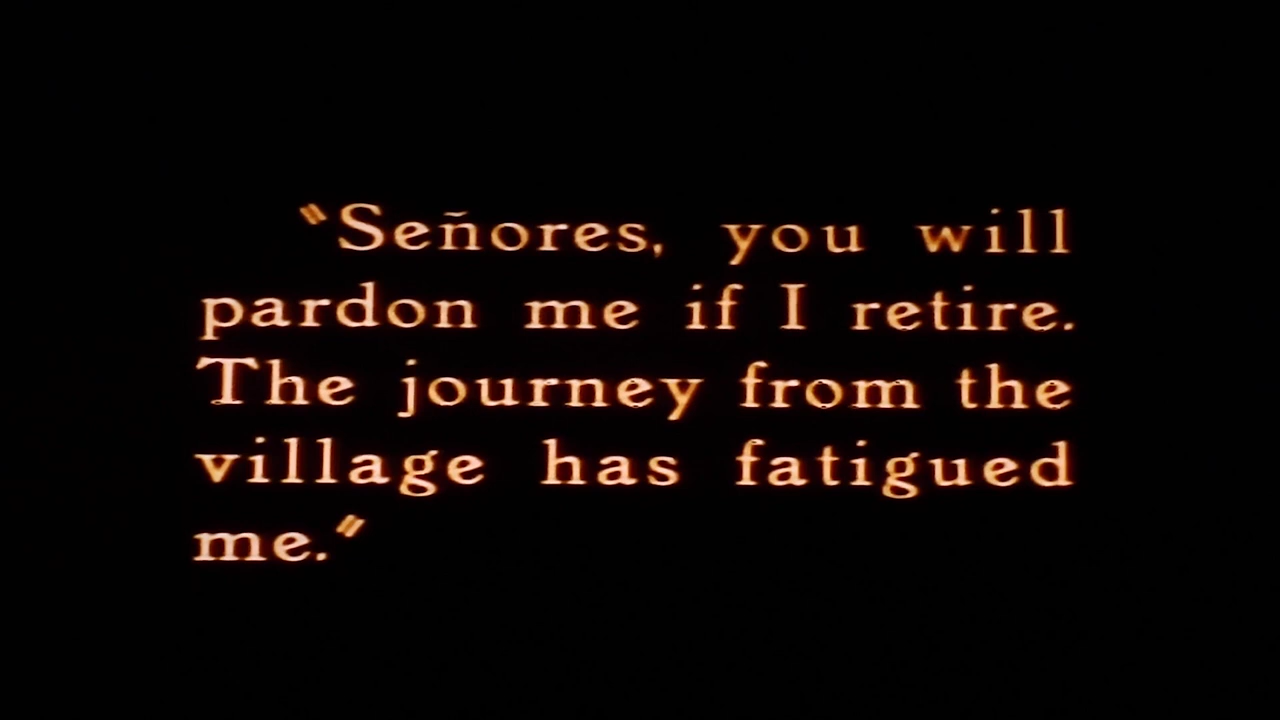 "Señores, you will
pardon me if I retire.
The journey from the
village has fatigued
me."